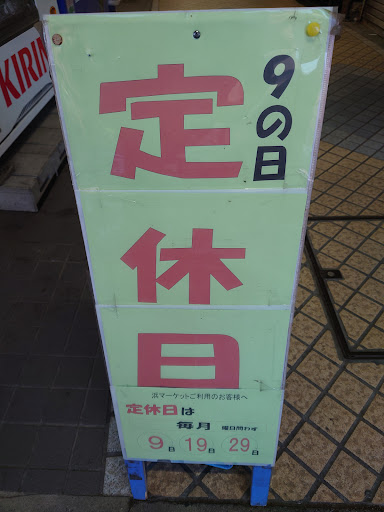 KIRIN
9の日
定休日
浜マーケットご利用のお客様へ
定休日は
毎月 曜日問わず
9日 19日 29日